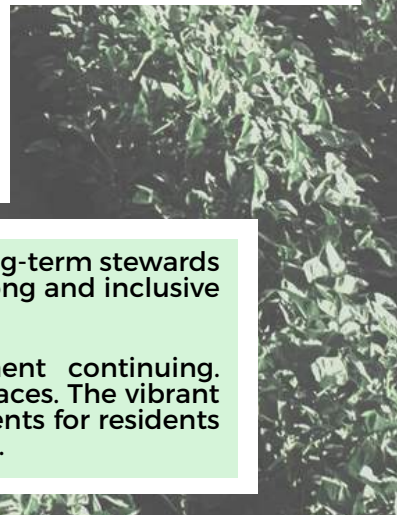 g-term stewards
ng and inclusive
ent continuing.
aces. The vibrant
ents for residents
.